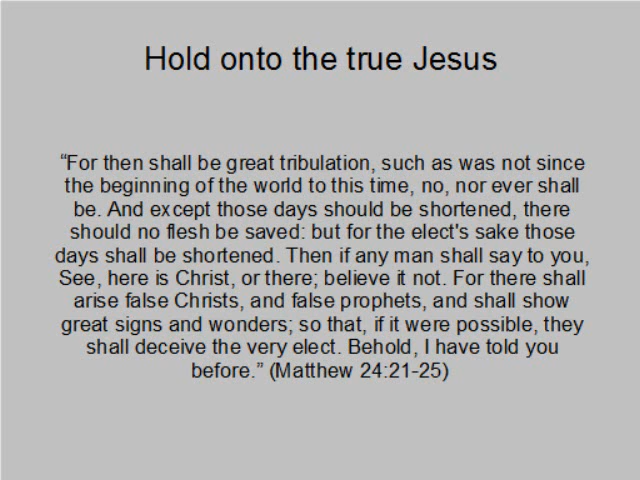 Hold onto the true Jesus
“For then shall be great tribulation, such as was not since
the beginning of the world to this time, no, nor ever shall
be. And except those days should be shortened, there
should no flesh be saved: but for the elect's sake those
days shall be shortened. Then if any man shall say to you,
See, here is Christ, or there; believe it not. For there shall
arise false Christs, and false prophets, and shall show
great signs and wonders; so that, if it were possible, they
shall deceive the very elect. Behold, I have told you
before.” (Matthew 24:21-25)